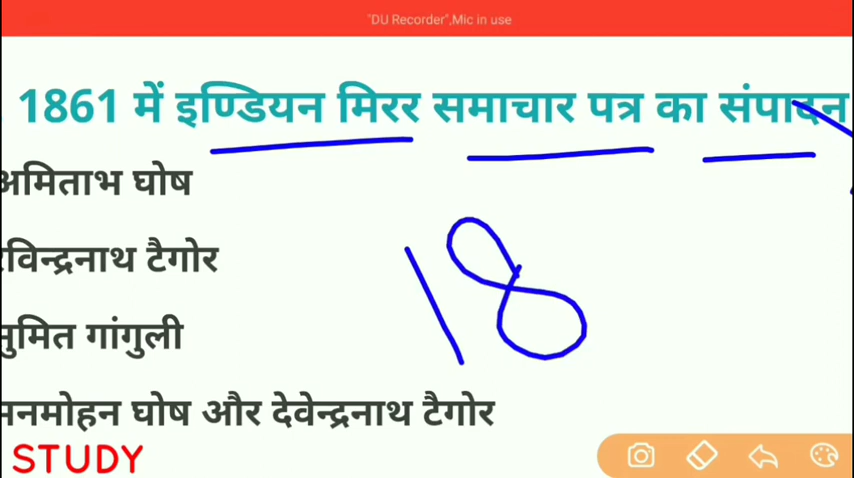 "DU Recorder",Mic in use
1861 में इण्डियन मिरर समाचार पत्र का संपादन
अमिताभ घोष
रविन्द्रनाथ टैगोर
सुमित गांगुली
मनमोहन घोष और देवेन्द्रनाथ टैगोर
18
STUDY